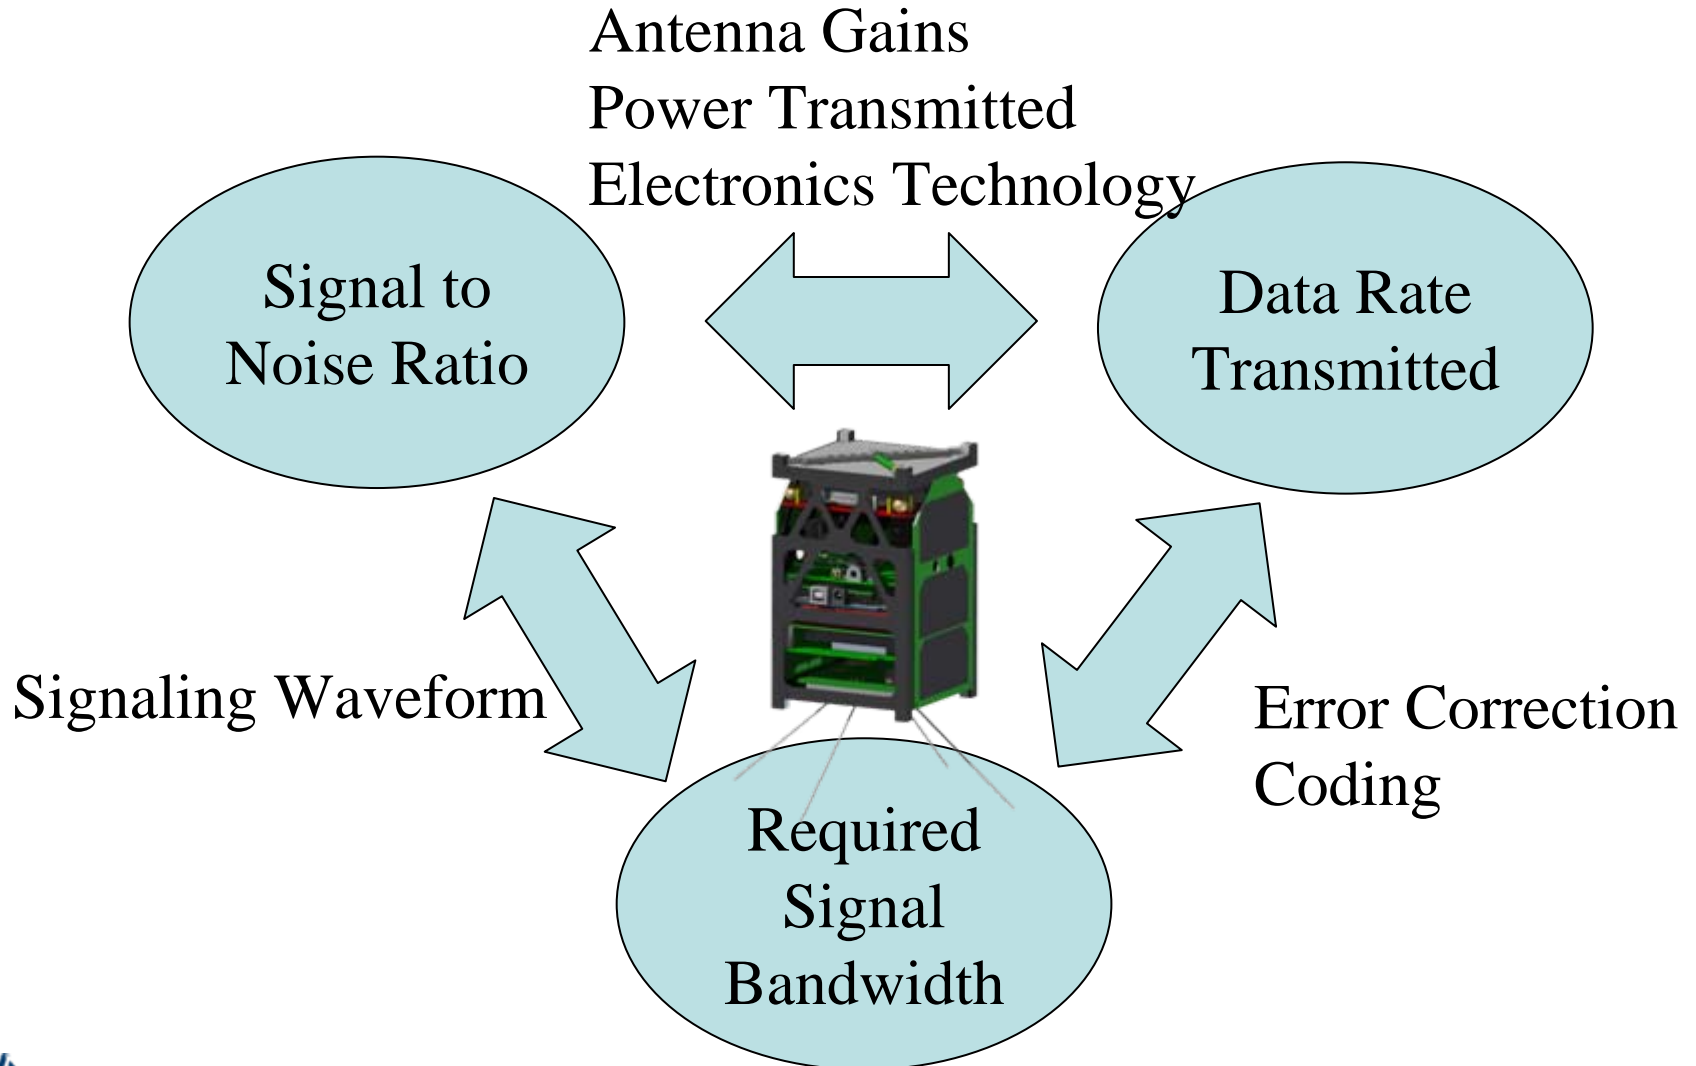 Antenna Gains
Power Transmitted
Electronics Technology
Signal to
Noise Ratio
Data Rate
Transmitted
Signaling Waveform
Error Correction
Coding
Required
Signal
Bandwidth